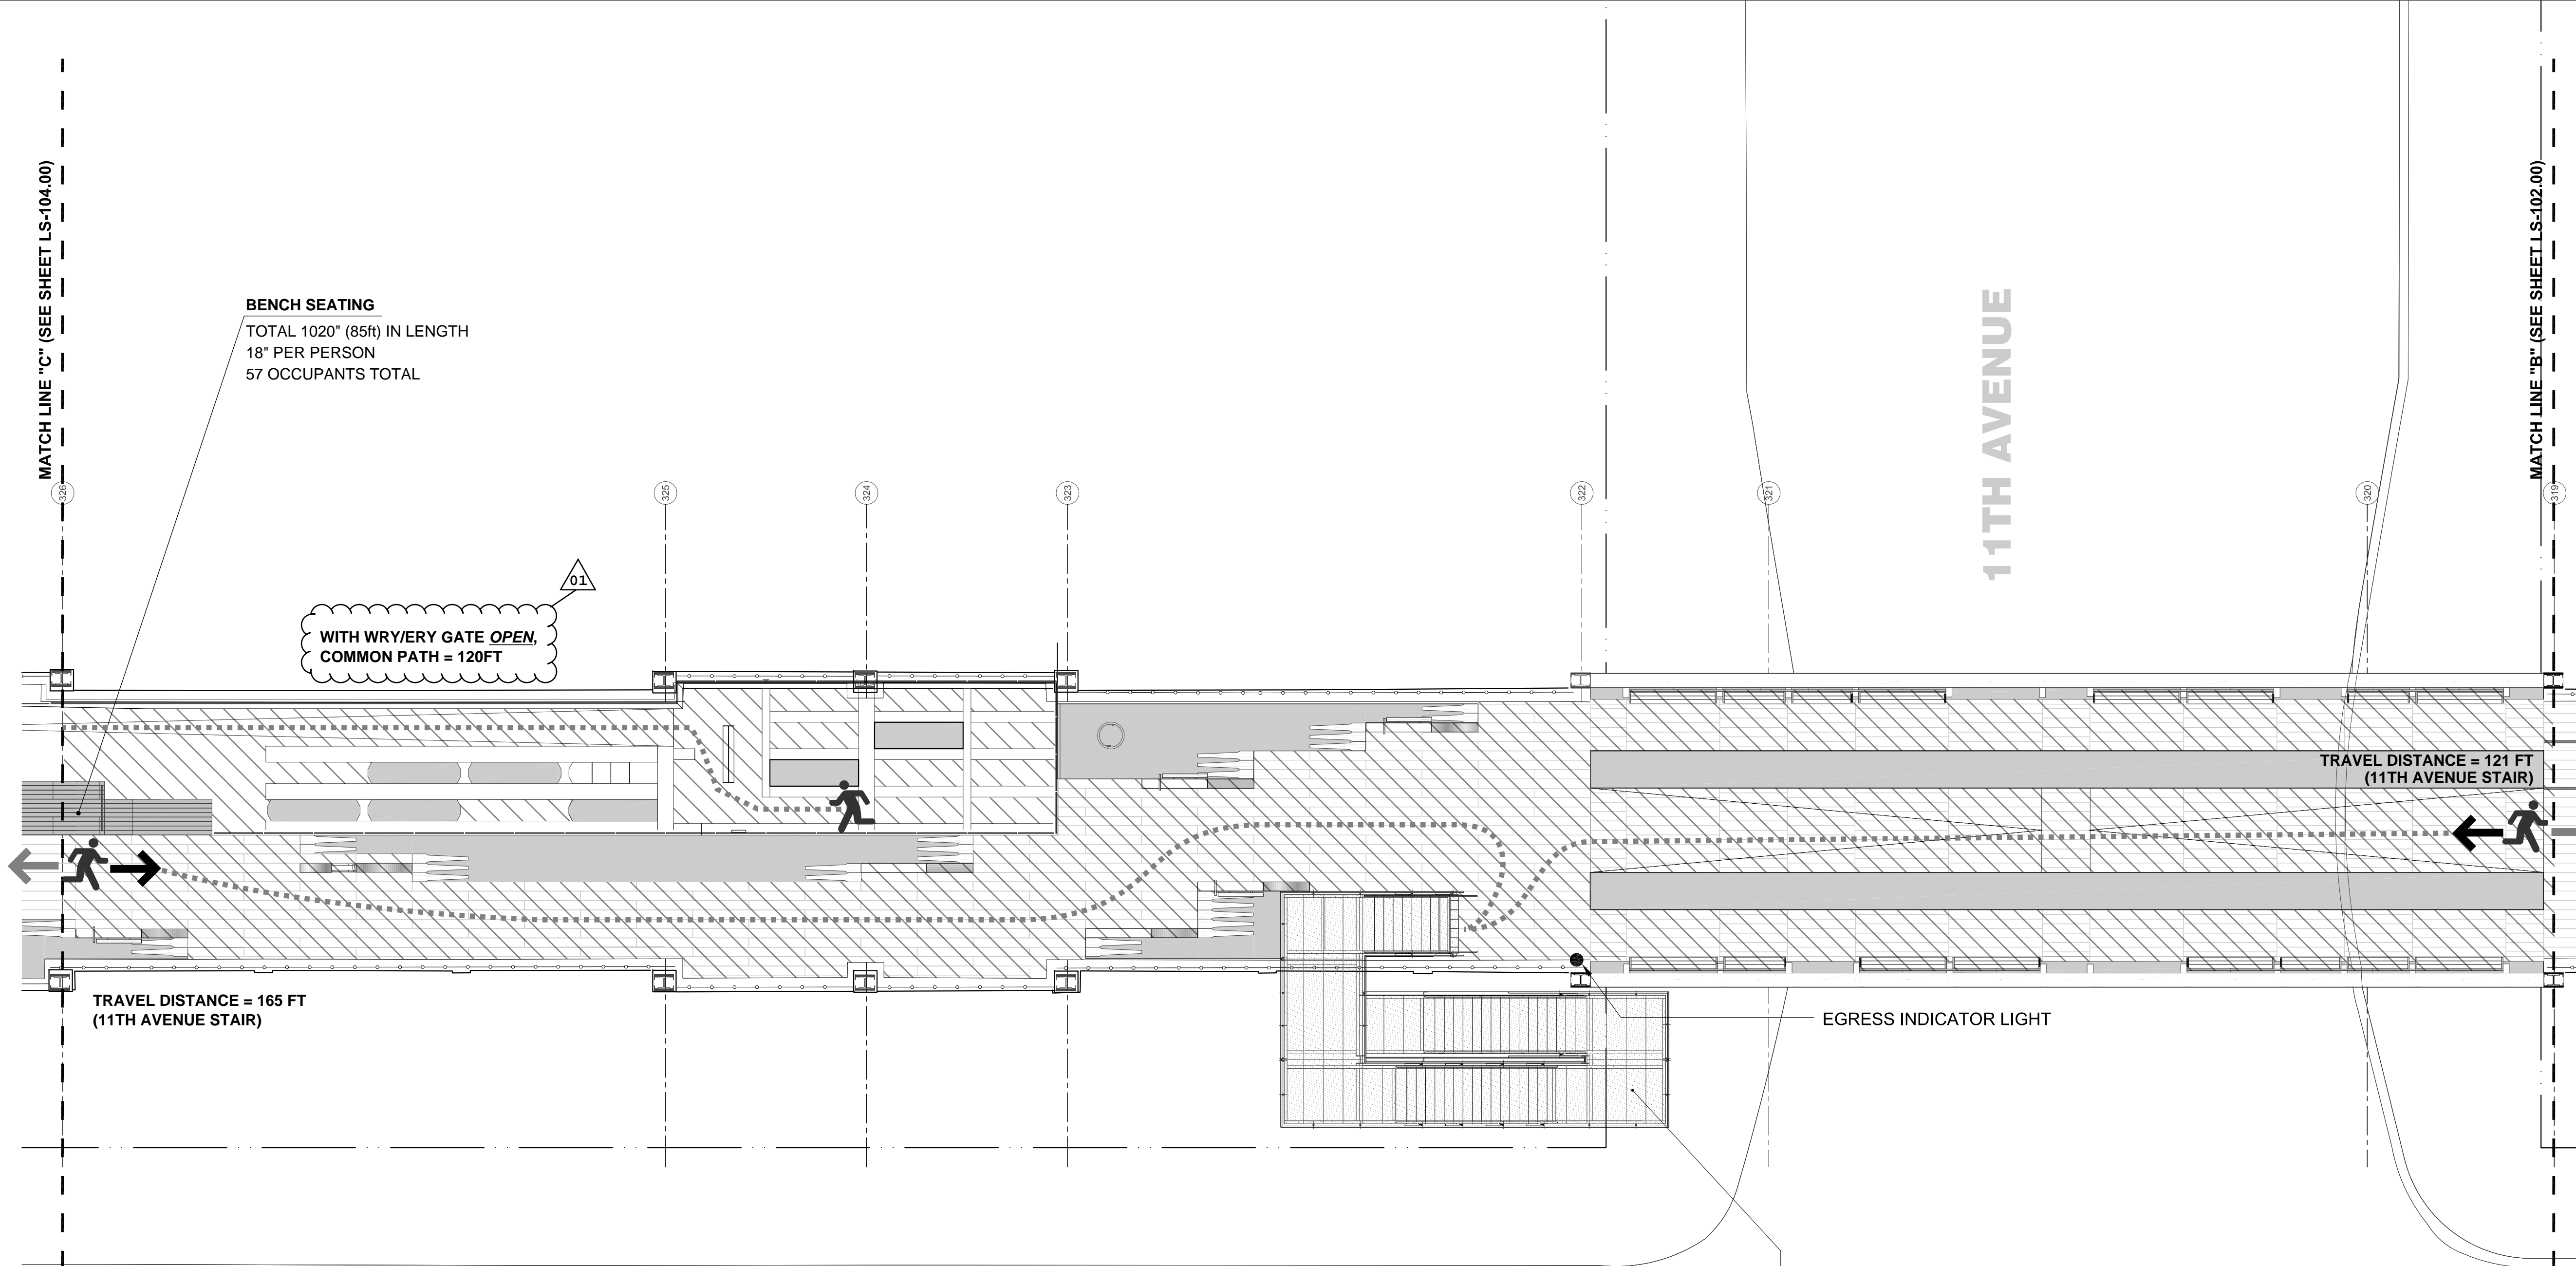 MATCH LINE "C" (SEE SHEET LS-104.00)
BENCH SEATING
TOTAL 1020" (85ft) IN LENGTH
18" PER PERSON
57 OCCUPANTS TOTAL
11TH AVENUE
MATCH LINE "B" (SEE SHEET LS-102.00)
326
325
324
323
322
321
320
319
01
WITH WRY/ERY GATE OPEN,
COMMON PATH = 120FT
TRAVEL DISTANCE = 121 FT
(11TH AVENUE STAIR)
TRAVEL DISTANCE = 165 FT
(11TH AVENUE STAIR)
EGRESS INDICATOR LIGHT